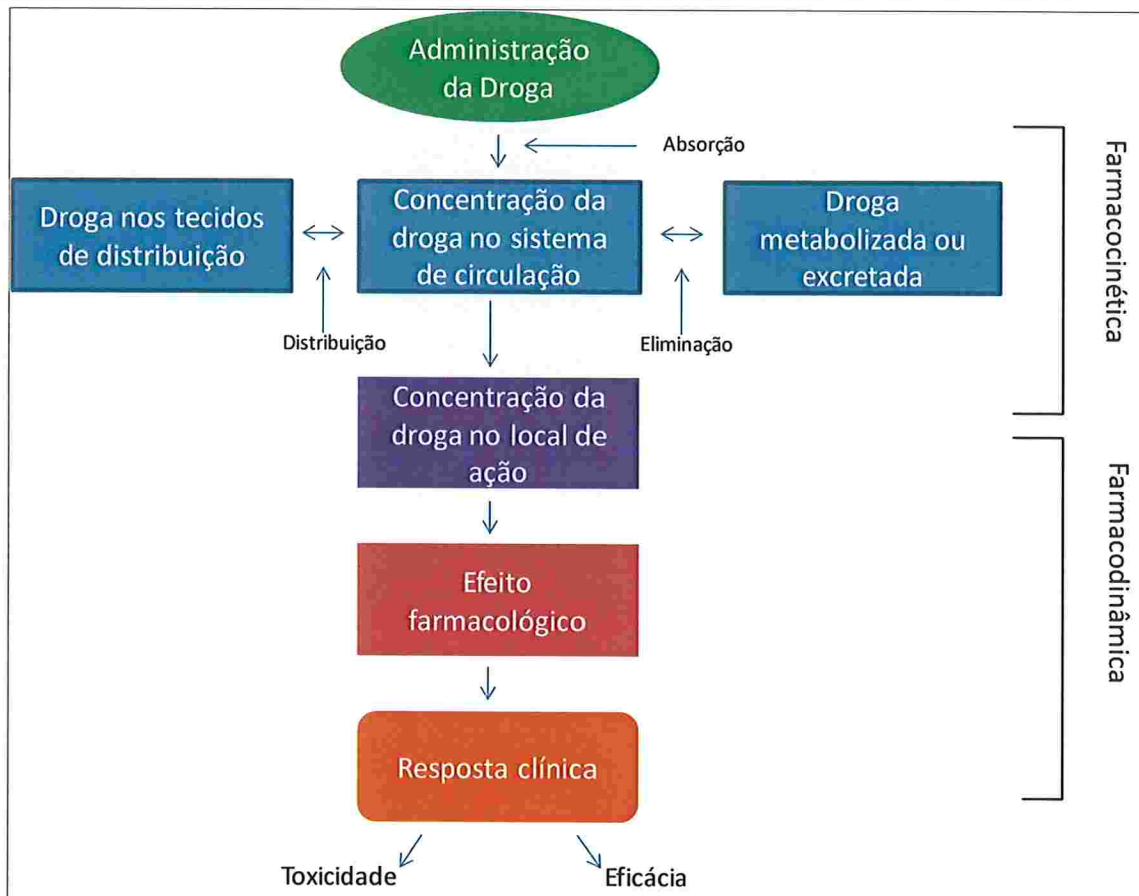 Administração
da Droga
Absorção
Droga nos tecidos
de distribuição
Concentração da
droga no sistema
de circulação
Droga
metabolizada ou
excretada
Distribuição
Eliminação
Farmacocinética
Concentração da
droga no local de
ação
Efeito
farmacológico
Resposta clínica
Farmacodinâmica
Toxicidade
Eficácia